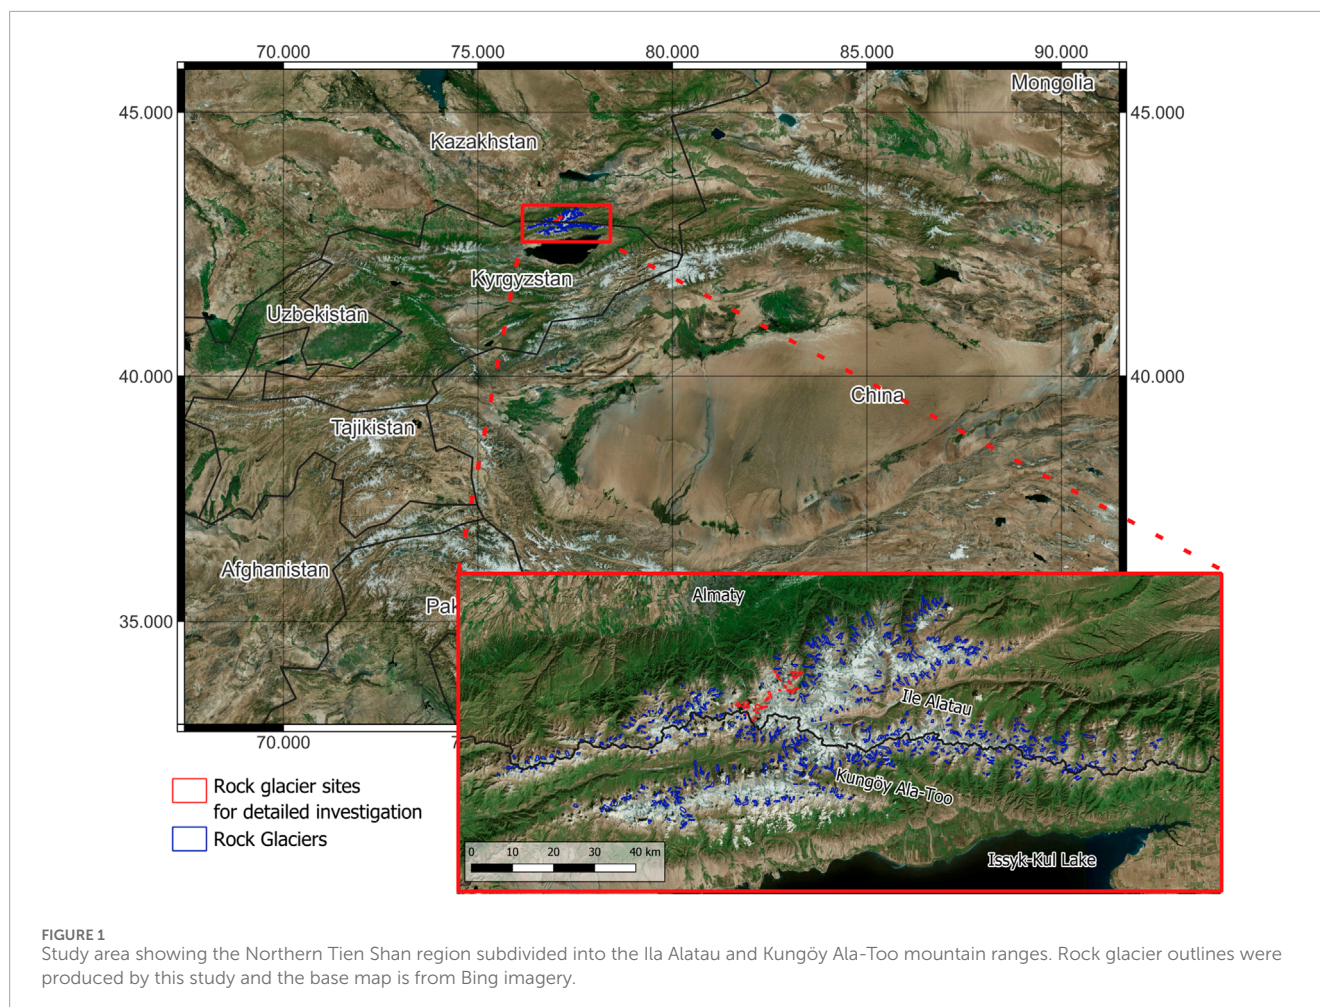 70.000 75.000 80.000 85.000 90.000
Mongolia
45.000 45.000
Kazakhstan
Kyrgyzstan
Uzbekistan
40.000 40.000
China
Tajikistan
Afghanistan
Pak
35.000
70.000
Almaty
Ile Alatau
Kungöy Ala-Too
Issyk-Kul Lake
0 10 20 30 40 km
Rock glacier sites
for detailed investigation
Rock Glaciers
FIGURE 1
Study area showing the Northern Tien Shan region subdivided into the Ila Alatau and Kungöy Ala-Too mountain ranges. Rock glacier outlines were
produced by this study and the base map is from Bing imagery.